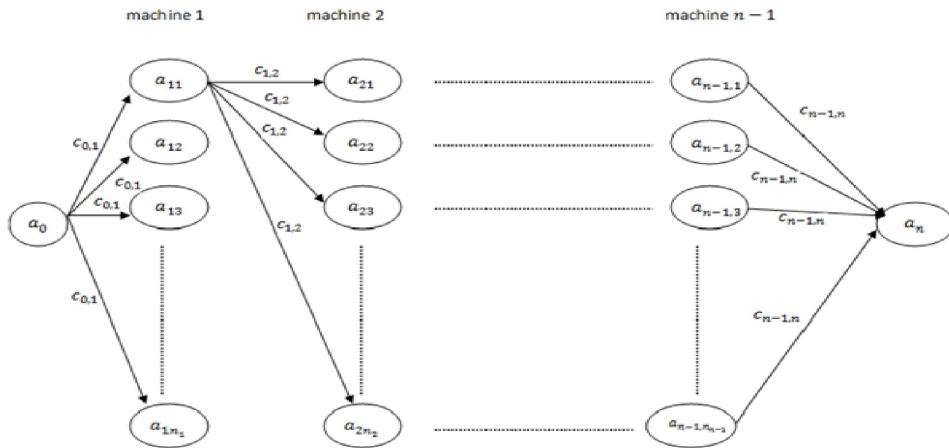 machine 1 machine 2 machine n − 1
a₁₁ c₁,₂ a₂₁ aₙ₋₁,₁
c₁,₂ cₙ₋₁,ₙ
c₀,₁ a₁₂ c₁,₂ a₂₂ aₙ₋₁,₂
c₀,₁ cₙ₋₁,ₙ
a₀ c₀,₁ a₁₃ a₂₃ aₙ₋₁,₃ cₙ₋₁,ₙ aₙ
c₁,₂
c₀,₁ cₙ₋₁,ₙ
a₁ₙ₁ a₂ₙ₂ aₙ₋₁,ₙₙ₋₁